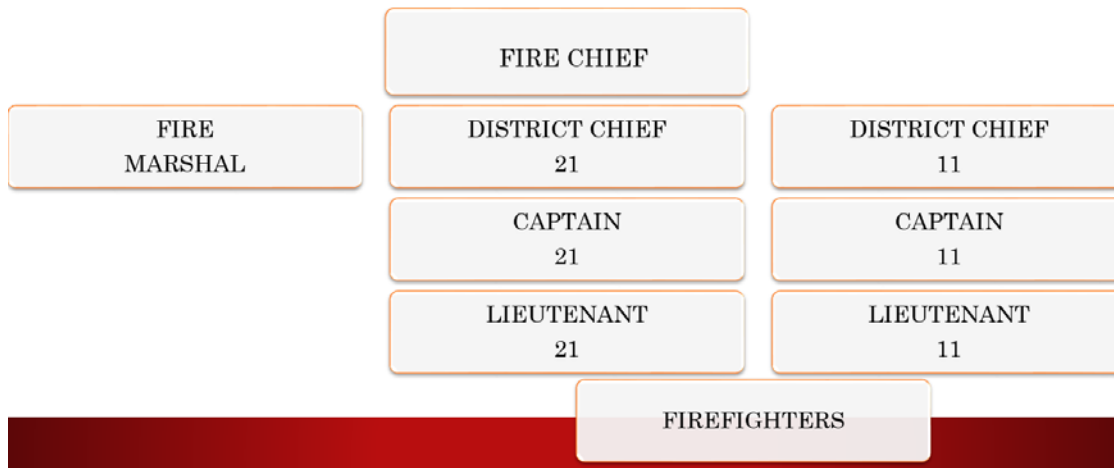 FIRE CHIEF
FIRE
MARSHAL
DISTRICT CHIEF
21
DISTRICT CHIEF
11
CAPTAIN
21
CAPTAIN
11
LIEUTENANT
21
LIEUTENANT
11
FIREFIGHTERS